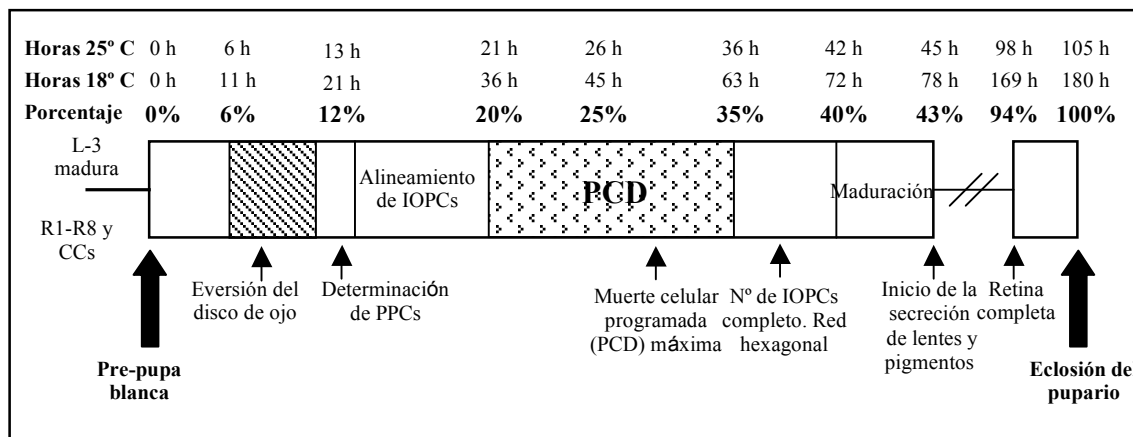 Horas 25º C 0 h 6 h 13 h 21 h 26 h 36 h 42 h 45 h 98 h 105 h
Horas 18º C 0 h 11 h 21 h 36 h 45 h 63 h 72 h 78 h 169 h 180 h
Porcentaje 0% 6% 12% 20% 25% 35% 40% 43% 94% 100%
L-3
madura
R1-R8 y
CCs
Alineamiento
de IOPCs
PCD
Maduración
Pre-pupa
blanca
Eversión del
disco de ojo
Determinación
de PPCs
Muerte celular
programada
(PCD) máxima
Nº de IOPCs
completo. Red
hexagonal
Inicio de la
secreción
de lentes y
pigmentos
Retina
completa
Eclosión de
pupario